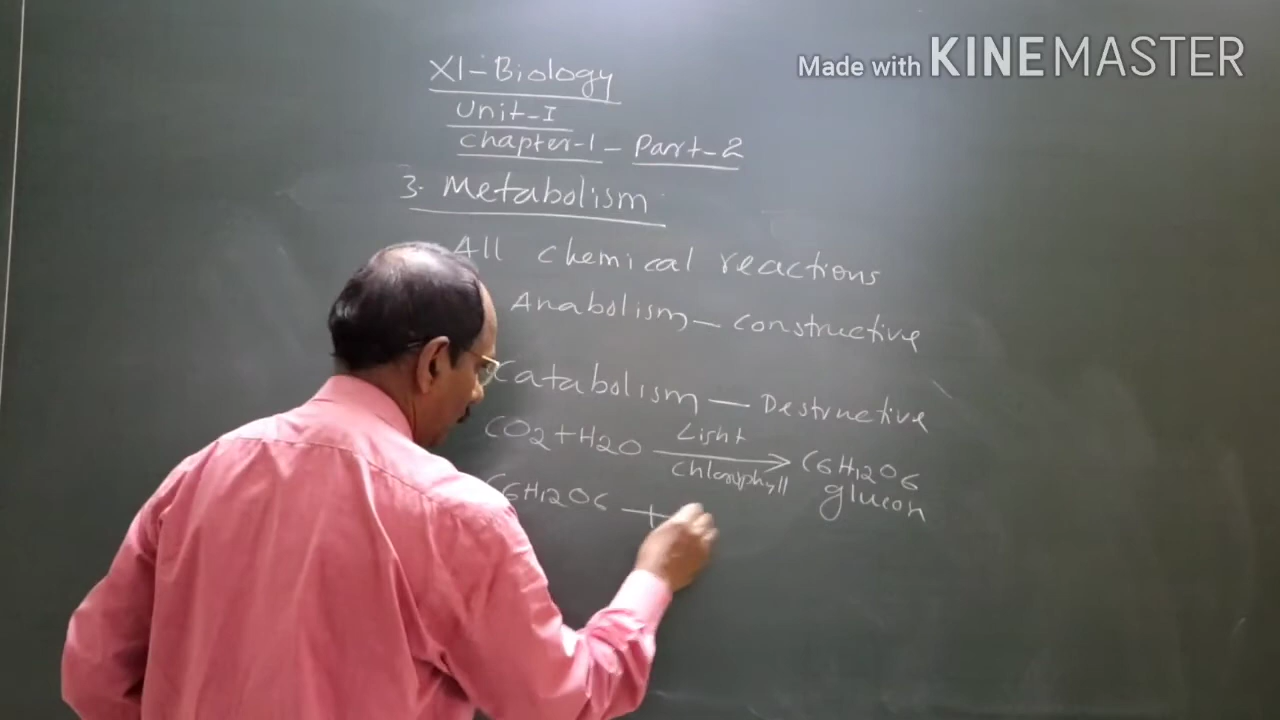 Made with KINEMASTER
XI-Biology
Unit-I
Chapter-1 - Part-2
3. Metabolism
All chemical reactions
Anabolism - Constructive
Catabolism - Destructive
CO2+H2O Light Chlorophyll → C6H12O6
glucon
C6H12O6 +